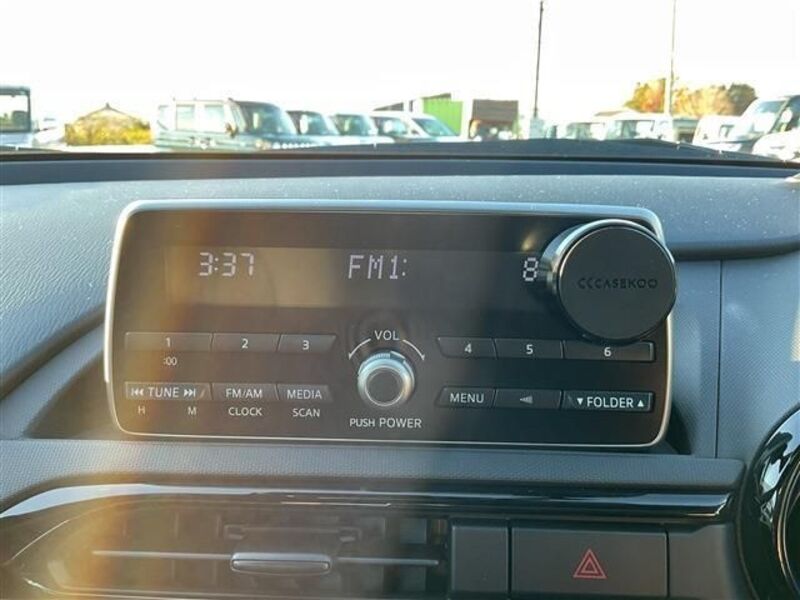 3:37 FM1: 8
CASEKOO
VOL
1 2 3 4 5 6
:00
⏮ TUNE ⏭ FM/AM MEDIA MENU ▼ FOLDER ▲
H M CLOCK SCAN
PUSH POWER